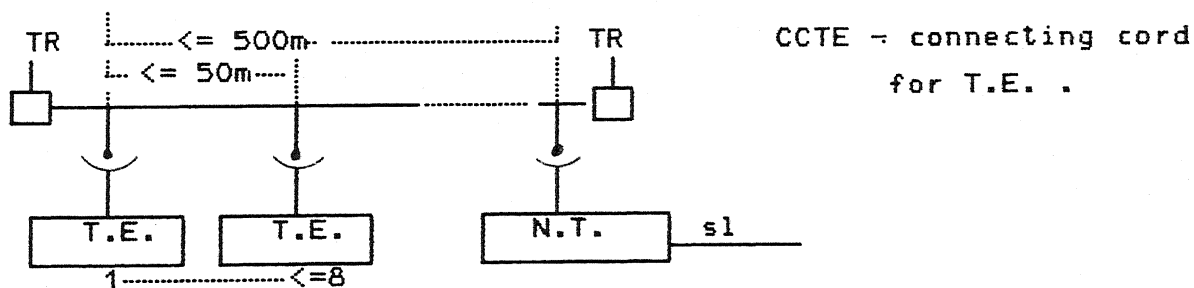 TR <= 500m TR CCTE - connecting cord
<= 50m for T.E. .
T.E. T.E. N.T. sl
1 <=8